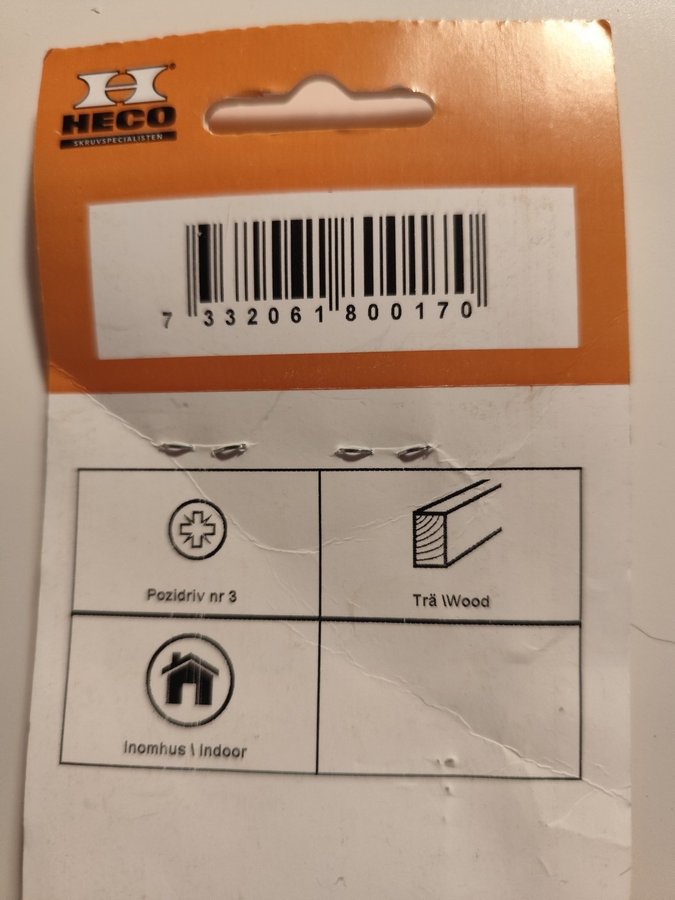 HECO
SKRUVSPECIALISTEN
7 332061 800170
Pozidriv nr 3
Trä \Wood
Inomhus \ Indoor